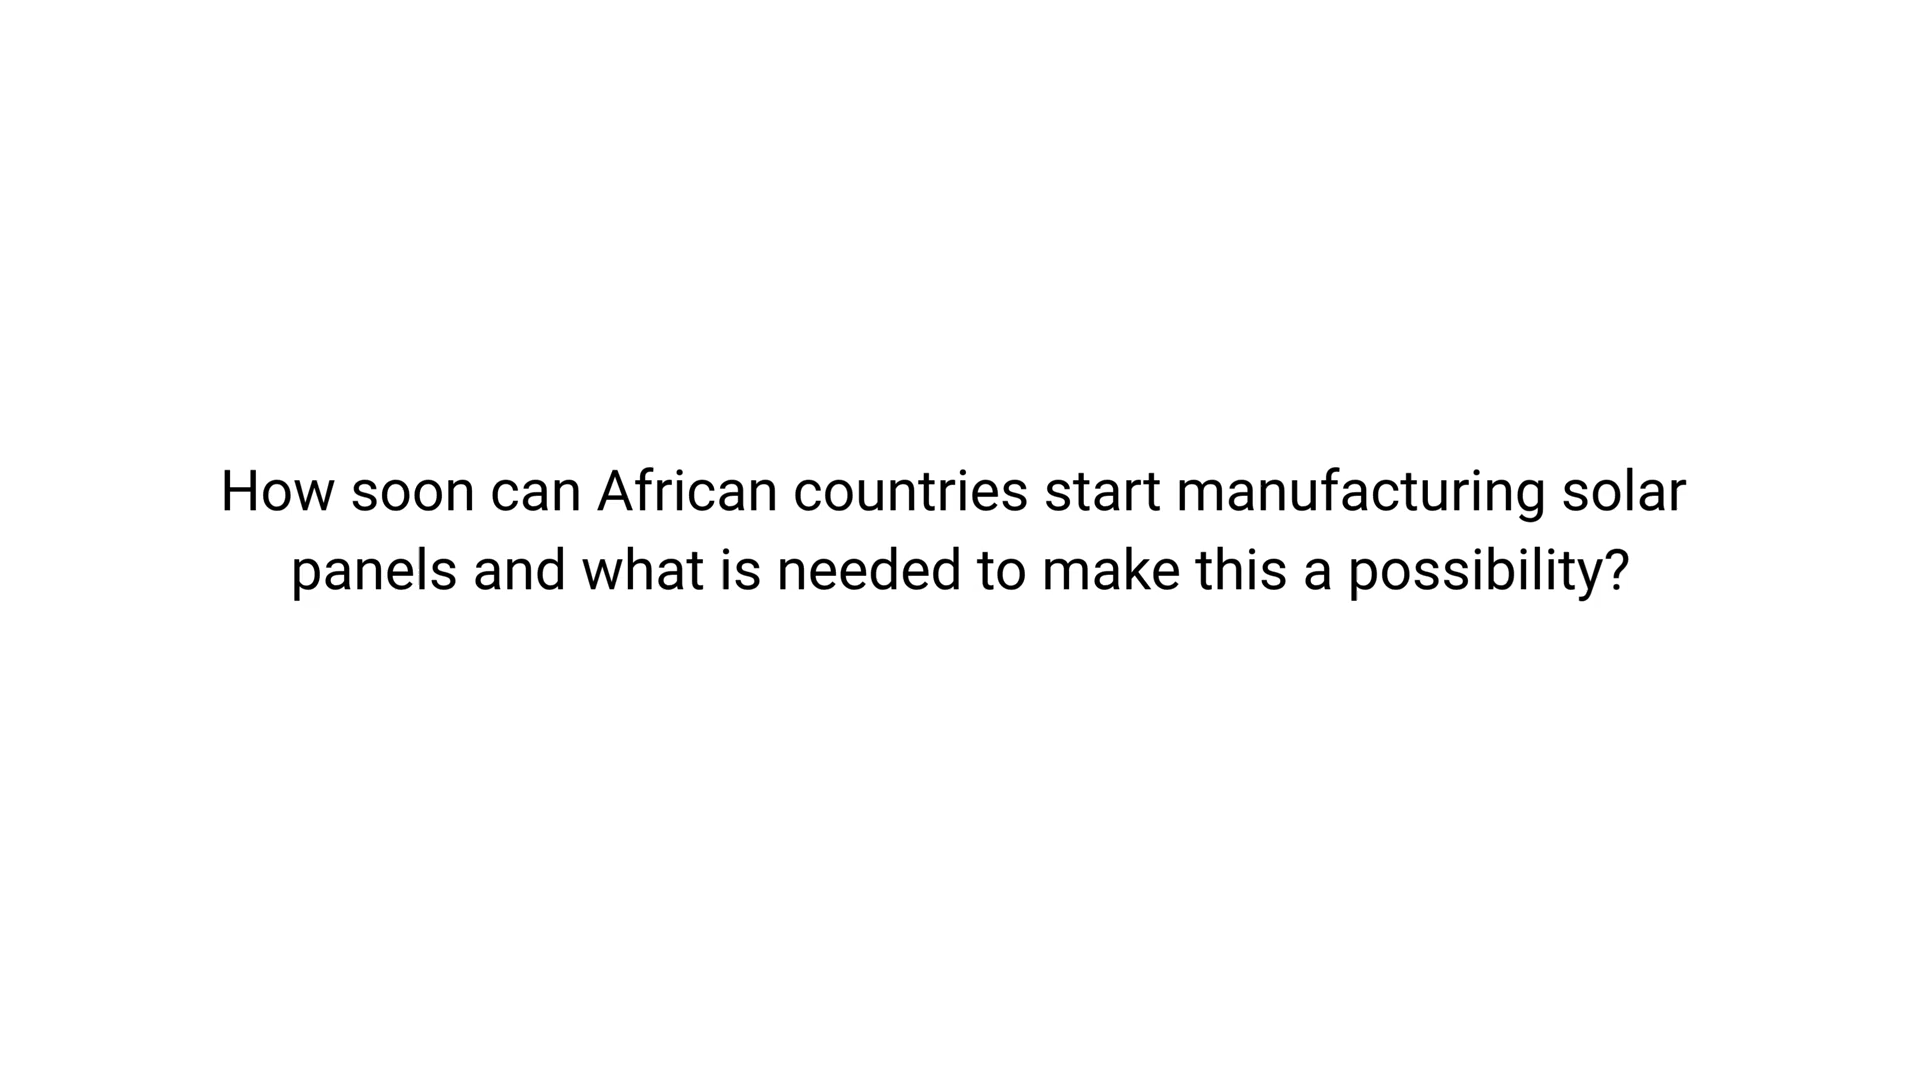 How soon can African countries start manufacturing solar
panels and what is needed to make this a possibility?